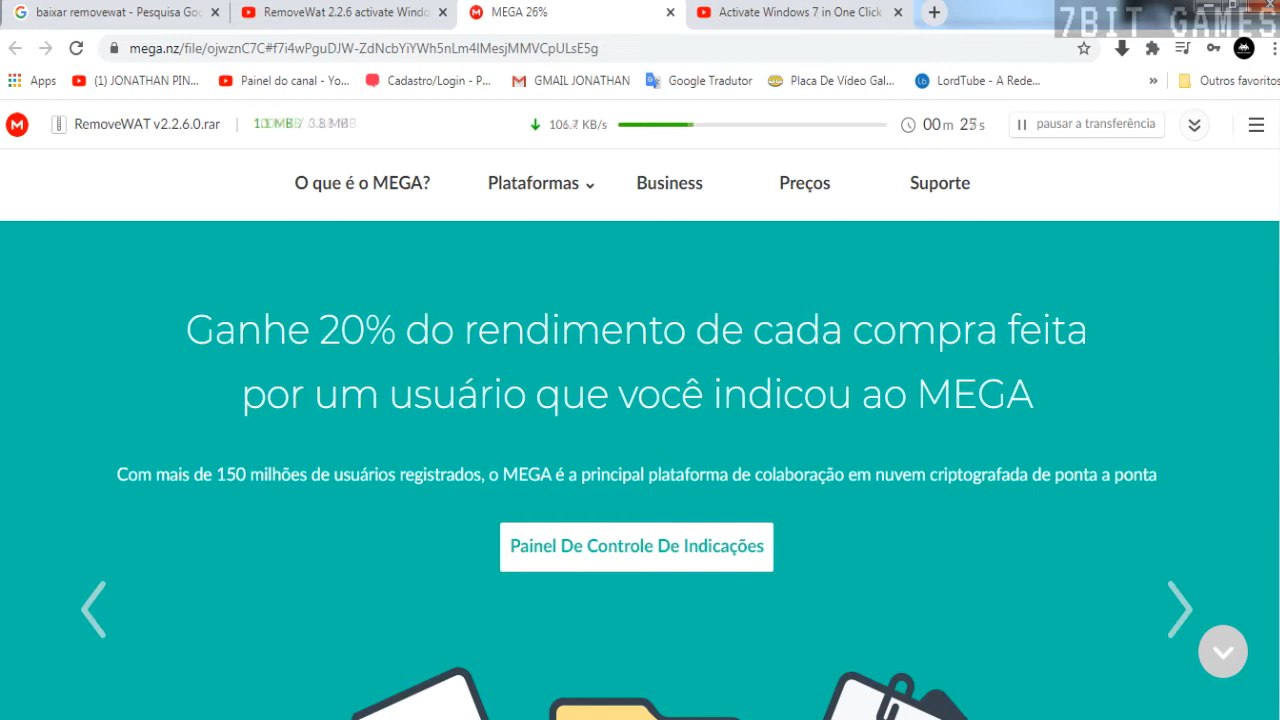 baixar removewat - Pesquisa Goo
RemoveWat 2.2.6 activate Windo
MEGA 26%
Activate Windows 7 in One Click
7BIT GAMES
mega.nz/file/ojwznC7C#f7i4wPguDJW-ZdNcbYiYWh5nLm4lMesjMMVCpULsE5g
Apps
(1) JONATHAN PIN...
Painel do canal - Yo...
Cadastro/Login - P...
GMAIL JONATHAN
Google Tradutor
Placa De Vídeo Gal...
LordTube - A Rede...
Outros favoritos
RemoveWAT v2.2.6.0.rar
KB/s
00 m
s
pausar a transferência
O que é o MEGA?
Plataformas
Business
Preços
Suporte
Ganhe 20% do rendimento de cada compra feita
por um usuário que você indicou ao MEGA
Com mais de 150 milhões de usuários registrados, o MEGA é a principal plataforma de colaboração em nuvem criptografada de ponta a ponta
Painel De Controle De Indicações